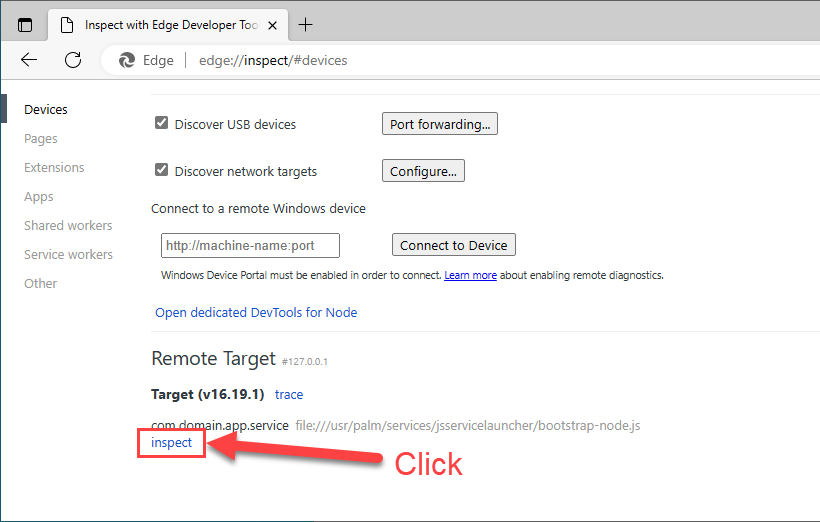 Inspect with Edge Developer Too
Edge edge://inspect/#devices
Devices
Pages
Extensions
Apps
Shared workers
Service workers
Other
Discover USB devices
Port forwarding...
Discover network targets
Configure...
Connect to a remote Windows device
http://machine-name:port
Connect to Device
Windows Device Portal must be enabled in order to connect. Learn more about enabling remote diagnostics.
Open dedicated DevTools for Node
Remote Target #127.0.0.1
Target (v16.19.1) trace
com.domain.app.service file:///usr/palm/services/jsservicelauncher/bootstrap-node.js
inspect
Click